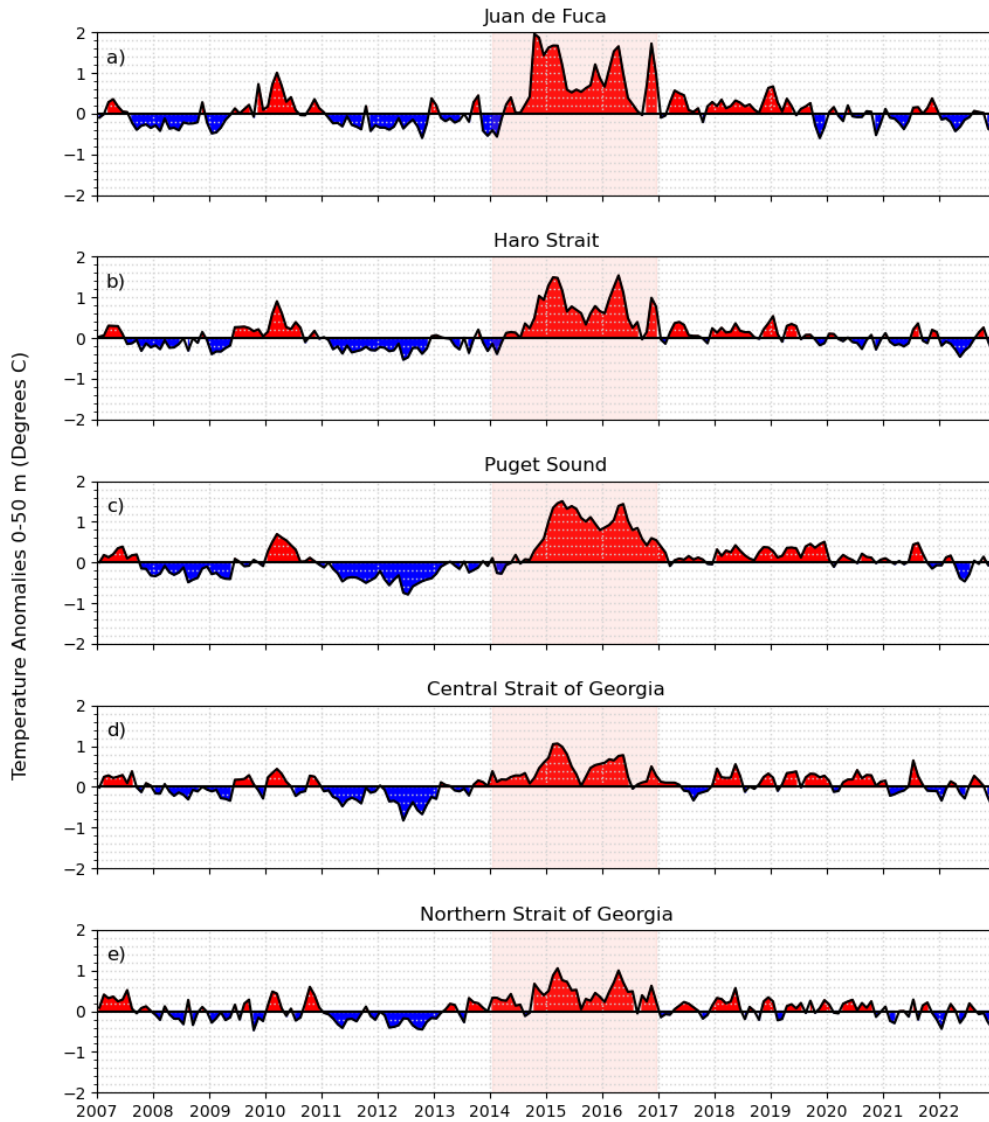 Juan de Fuca
a)
2
1
0
−1
−2
Haro Strait
b)
2
1
0
−1
−2
Temperature Anomalies 0-50 m (Degrees C)
Puget Sound
c)
2
1
0
−1
−2
Central Strait of Georgia
d)
2
1
0
−1
−2
Northern Strait of Georgia
e)
2
1
0
−1
−2
2007 2008 2009 2010 2011 2012 2013 2014 2015 2016 2017 2018 2019 2020 2021 2022